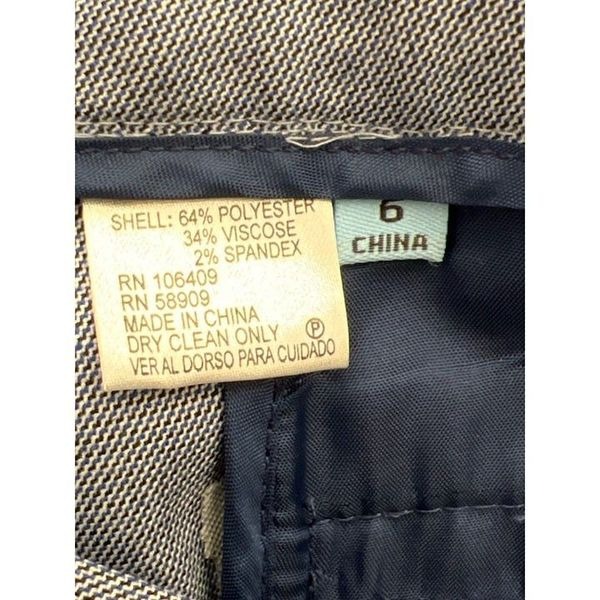 SHELL: 64% POLYESTER
34% VISCOSE
2% SPANDEX
RN 106409
RN 58909
MADE IN CHINA
DRY CLEAN ONLY Ⓟ
VER AL DORSO PARA CUIDADO
6
CHINA